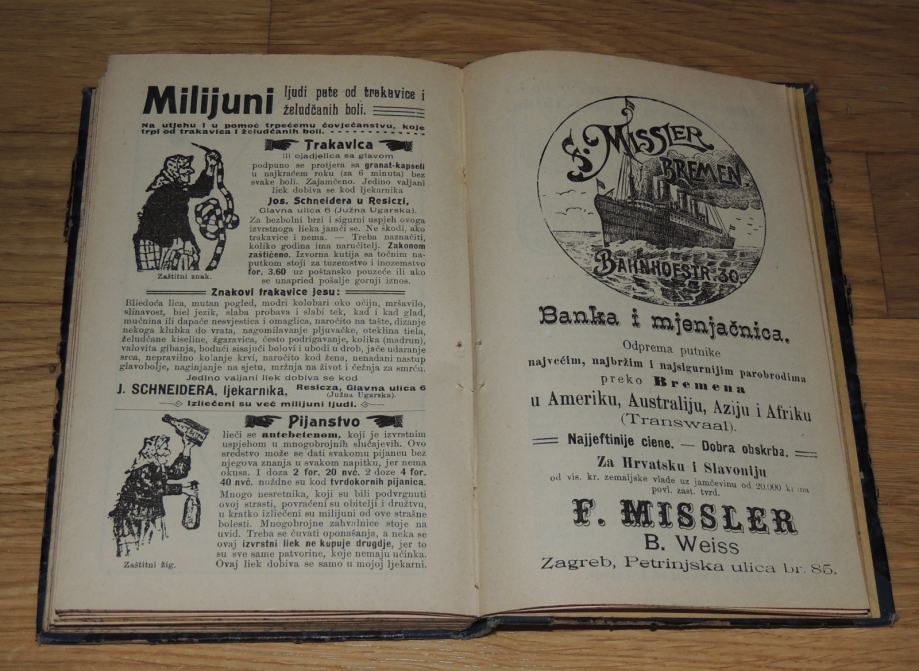 Milijuni ljudi pate od trakavice i
želudčanih boli.
Na utjehu i u pomoć trpećemu čovječanstvu, koje
trpi od trakavica i želudčanih boli.
Trakavica
ili ojadjelica sa glavom
podpuno se protjera sa granat-kapseli
u najkraćem roku (za 6 minuta) bez
svake boli. Zajamčeno. Jedino valjani
liek dobiva se kod ljekarnika
Jos. Schneidera u Resiczi,
Glavna ulica 6 (Južna Ugarska).
Za bezbolni brzi i sigurni uspjeh ovoga
izvrstnoga lieka jamči se. Ne škodi, ako
trakavice i nema. — Treba naznačiti,
koliko godina ima naručitelj. Zakonom
zaštićeno. Izvorna kutija sa točnim na-
putkom stoji za tuzemstvo i inozemstvo
for. 3.60 uz poštansko pouzeće ili ako
se unapried pošalje gornji iznos.
Zaštitni znak.
Znakovi trakavice jesu:
Bliedoća lica, mutan pogled, modri kolobari oko očiju, mršavilo,
slinavost, biel jezik, slaba probava i slabi tek, kad i kad glad,
mučnina ili dapače nesvjestica i omaglica, naročito na tašte, dizanje
nekoga klubka do vrata, nagomilavanje pljuvačke, oteklina tiela,
želudčane kiseline, žgaravica, često podrigavanje, kolika (madrun),
valovita gibanja, bodući sisajući bolovi i ubodi u drob, jače udaranje
srca, nepravilno kolanje krvi, naročito kod žena, nenadani nastup
glavobolje, naginjanje na sjetu, mržnja na život i čežnja za smrću.
Jedino valjani liek dobiva se kod
J. SCHNEIDERA, ljekarnika, Resicza, Glavna ulica 6
(Južna Ugarska).
Izliečeni su već milijuni ljudi.
Pijanstvo
lieči se antebetenom, koji je izvrstnim
uspjehom u mnogobrojnih slučajevih. Ovo
sredstvo može se dati svakomu pijancu bez
njegova znanja u svakom napitku, jer nema
okusa. 1 doza 2 for. 20 nvč. 2 doze 4 for.
40 nvč. nuždne su kod tvrdokornih pijanica.
Mnogo nesretnika, koji su bili podvrgnuti
ovoj strasti, povraćeni su obitelji i družtvu,
u kratko izliečeni su milijuni od ove strašne
bolesti. Mnogobrojne zahvalnice stoje na
uvid. Treba se čuvati oponašanja, a neka se
ovaj izvrstni liek ne kupuje drugdje, jer to
su sve same patvorine, koje nemaju učinka.
Ovaj liek dobiva se samo u mojoj ljekarni.
Zaštitni žig.
F. MISSLER
BREMEN
BAHNHOFSTR. 30
Banka i mjenjačnica.
Odprema putnike
najvećim, najbržim i najsigurnijim parobrodima
preko Bremena
u Ameriku, Australiju, Aziju i Afriku
(Transwaal).
Najjeftinije ciene. — Dobra obskrba.
Za Hrvatsku i Slavoniju
od vis. kr. zemaljske vlade uz jamčevinu od 20.000 kruna
povl. zast. tvrd.
F. MISSLER
B. Weiss
Zagreb, Petrinjska ulica br. 85.